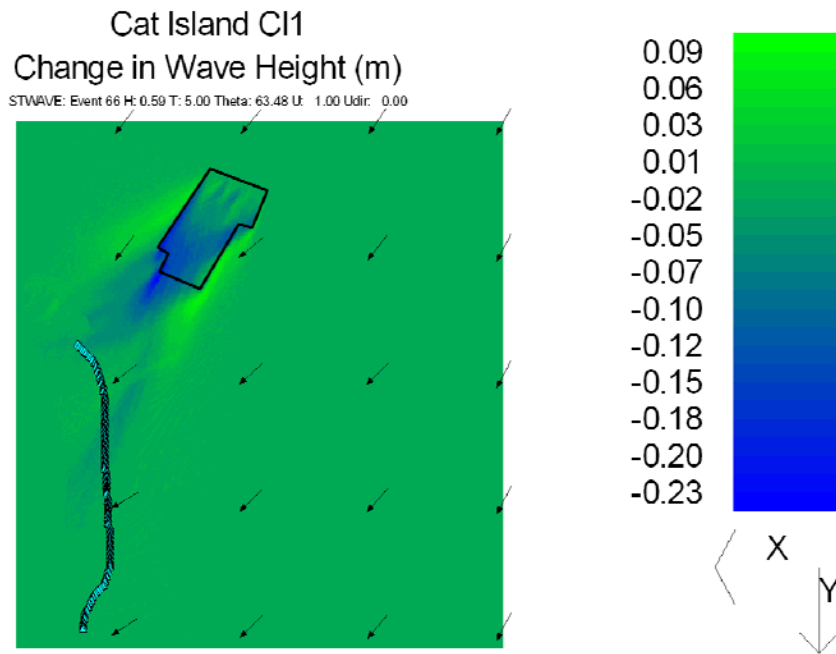 Cat Island CI1
Change in Wave Height (m)
STWAVE: Event 66 H: 0.59 T: 5.00 Theta: 63.48 U: 1.00 Udir: 0.00
0.09
0.06
0.03
0.01
-0.02
-0.05
-0.07
-0.10
-0.12
-0.15
-0.18
-0.20
-0.23
X
Y